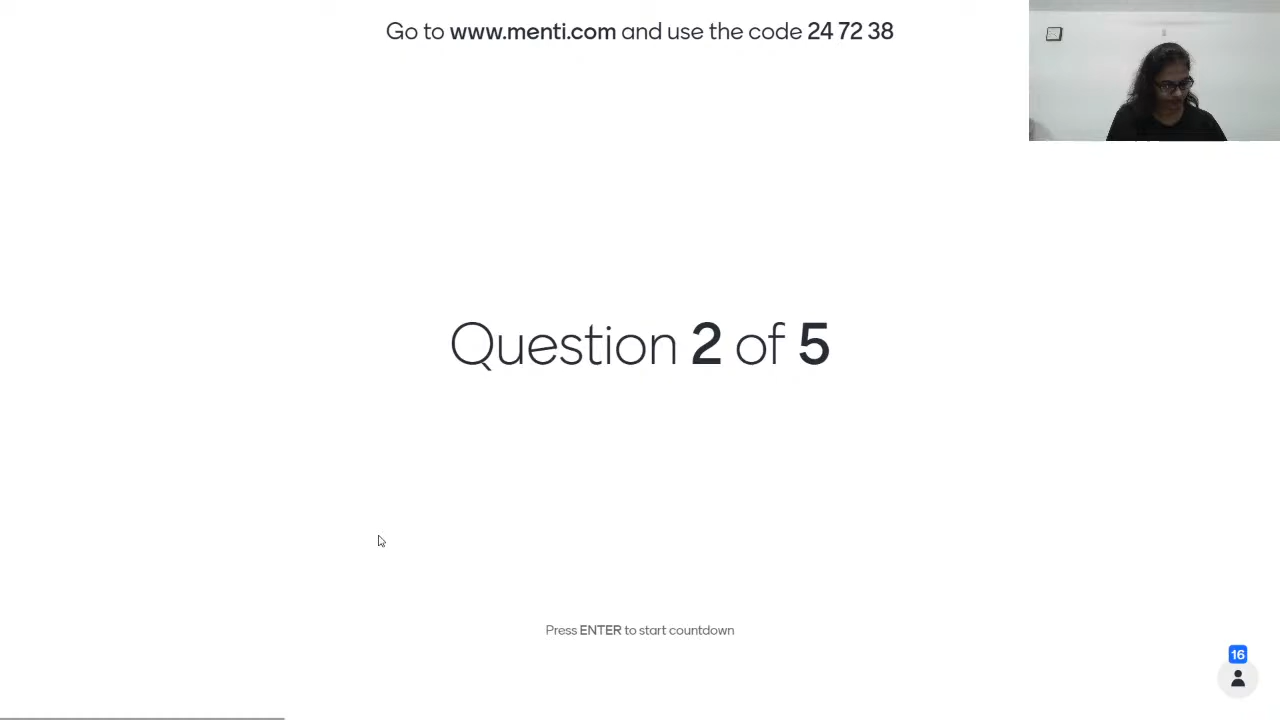 Go to www.menti.com and use the code 24 72 38
Question 2 of 5
Press ENTER to start countdown
16